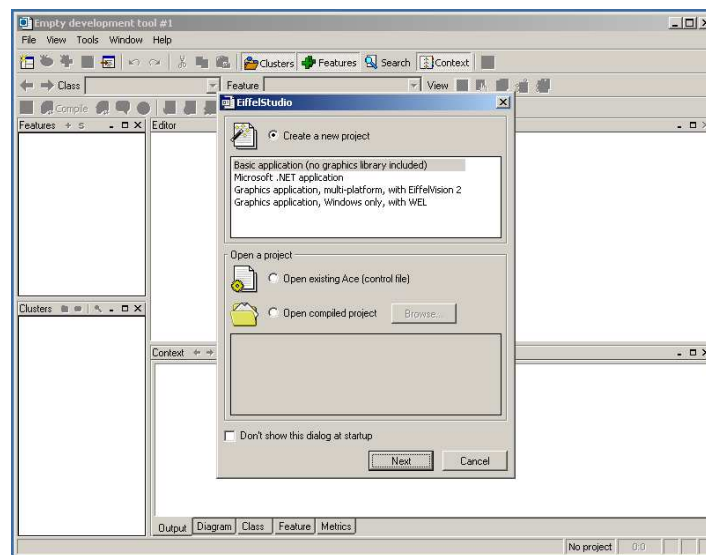 Empty development tool #1
File View Tools Window Help
Clusters Features Search Context
Class Feature View
Compile
Features Editor
EiffelStudio
Create a new project
Basic application (no graphics library included)
Microsoft .NET application
Graphics application, multi-platform, with EiffelVision 2
Graphics application, Windows only, with WEL
Open a project
Open existing Ace (control file)
Open compiled project Browse...
Clusters
Context
Don't show this dialog at startup
Next Cancel
Output Diagram Class Feature Metrics
No project 0:0